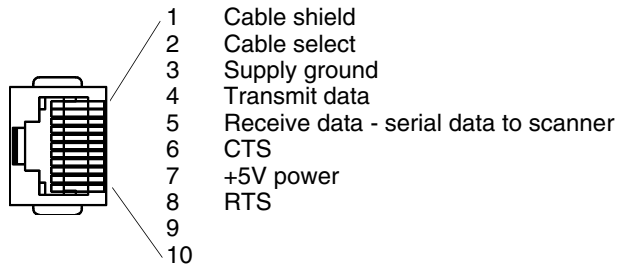 1 Cable shield
2 Cable select
3 Supply ground
4 Transmit data
5 Receive data - serial data to scanner
6 CTS
7 +5V power
8 RTS
9
10